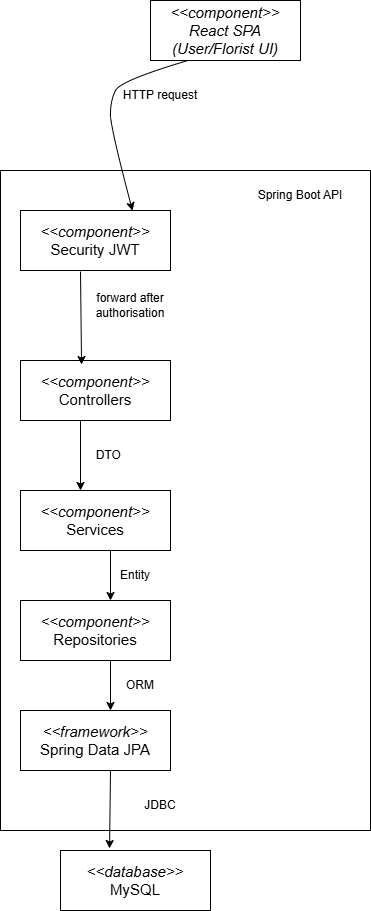 <<component>>
React SPA
(User/Florist UI)
HTTP request
Spring Boot API
<<component>>
Security JWT
forward after
authorisation
<<component>>
Controllers
DTO
<<component>>
Services
Entity
<<component>>
Repositories
ORM
<<framework>>
Spring Data JPA
JDBC
<<database>>
MySQL